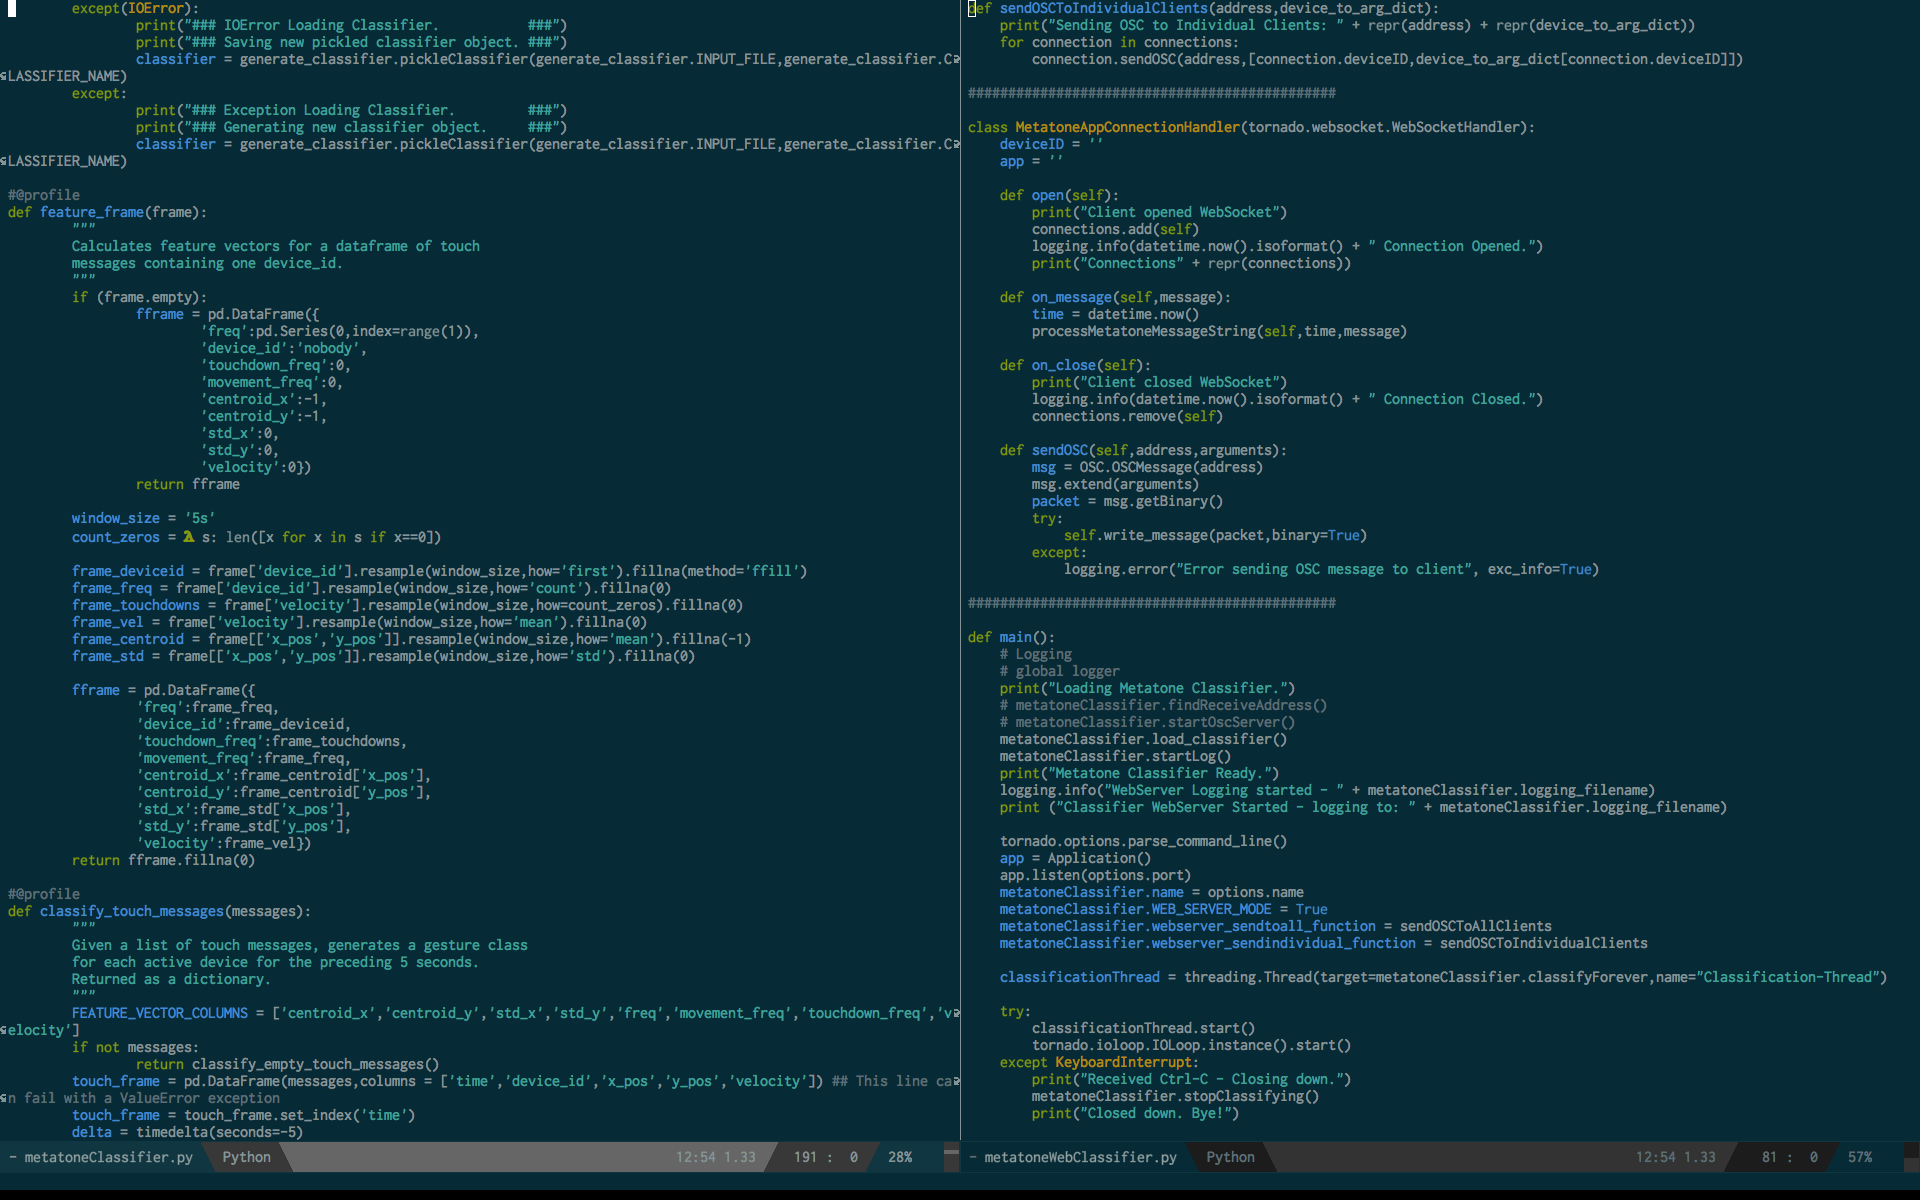 except(IOError):
print("### IOError Loading Classifier.           ###")
print("### Saving new pickled classifier object. ###")
classifier = generate_classifier.pickleClassifier(generate_classifier.INPUT_FILE,generate_classifier.C
LASSIFIER_NAME)
except:
print("### Exception Loading Classifier.         ###")
print("### Generating new classifier object.     ###")
classifier = generate_classifier.pickleClassifier(generate_classifier.INPUT_FILE,generate_classifier.C
LASSIFIER_NAME)
#@profile
def feature_frame(frame):
"""
Calculates feature vectors for a dataframe of touch
messages containing one device_id.
"""
if (frame.empty):
fframe = pd.DataFrame({
'freq':pd.Series(0,index=range(1)),
'device_id':'nobody',
'touchdown_freq':0,
'movement_freq':0,
'centroid_x':-1,
'centroid_y':-1,
'std_x':0,
'std_y':0,
'velocity':0})
return fframe
window_size = '5s'
count_zeros = λ s: len([x for x in s if x==0])
frame_deviceid = frame['device_id'].resample(window_size,how='first').fillna(method='ffill')
frame_freq = frame['device_id'].resample(window_size,how='count').fillna(0)
frame_touchdowns = frame['velocity'].resample(window_size,how=count_zeros).fillna(0)
frame_vel = frame['velocity'].resample(window_size,how='mean').fillna(0)
frame_centroid = frame[['x_pos','y_pos']].resample(window_size,how='mean').fillna(-1)
frame_std = frame[['x_pos','y_pos']].resample(window_size,how='std').fillna(0)
fframe = pd.DataFrame({
'freq':frame_freq,
'device_id':frame_deviceid,
'touchdown_freq':frame_touchdowns,
'movement_freq':frame_freq,
'centroid_x':frame_centroid['x_pos'],
'centroid_y':frame_centroid['y_pos'],
'std_x':frame_std['x_pos'],
'std_y':frame_std['y_pos'],
'velocity':frame_vel})
return fframe.fillna(0)
#@profile
def classify_touch_messages(messages):
"""
Given a list of touch messages, generates a gesture class
for each active device for the preceding 5 seconds.
Returned as a dictionary.
"""
FEATURE_VECTOR_COLUMNS = ['centroid_x','centroid_y','std_x','std_y','freq','movement_freq','touchdown_freq','v
elocity']
if not messages:
return classify_empty_touch_messages()
touch_frame = pd.DataFrame(messages,columns = ['time','device_id','x_pos','y_pos','velocity']) ## This line ca
n fail with a ValueError exception
touch_frame = touch_frame.set_index('time')
delta = timedelta(seconds=-5)
- metatoneClassifier.py   Python   12:54 1.33   191 :  0   28%
def sendOSCToIndividualClients(address,device_to_arg_dict):
print("Sending OSC to Individual Clients: " + repr(address) + repr(device_to_arg_dict))
for connection in connections:
connection.sendOSC(address,[connection.deviceID,device_to_arg_dict[connection.deviceID]])
##############################################
class MetatoneAppConnectionHandler(tornado.websocket.WebSocketHandler):
deviceID = ''
app = ''
def open(self):
print("Client opened WebSocket")
connections.add(self)
logging.info(datetime.now().isoformat() + " Connection Opened.")
print("Connections" + repr(connections))
def on_message(self,message):
time = datetime.now()
processMetatoneMessageString(self,time,message)
def on_close(self):
print("Client closed WebSocket")
logging.info(datetime.now().isoformat() + " Connection Closed.")
connections.remove(self)
def sendOSC(self,address,arguments):
msg = OSC.OSCMessage(address)
msg.extend(arguments)
packet = msg.getBinary()
try:
self.write_message(packet,binary=True)
except:
logging.error("Error sending OSC message to client", exc_info=True)
##############################################
def main():
# Logging
# global logger
print("Loading Metatone Classifier.")
# metatoneClassifier.findReceiveAddress()
# metatoneClassifier.startOscServer()
metatoneClassifier.load_classifier()
metatoneClassifier.startLog()
print("Metatone Classifier Ready.")
logging.info("WebServer Logging started - " + metatoneClassifier.logging_filename)
print ("Classifier WebServer Started - logging to: " + metatoneClassifier.logging_filename)
tornado.options.parse_command_line()
app = Application()
app.listen(options.port)
metatoneClassifier.name = options.name
metatoneClassifier.WEB_SERVER_MODE = True
metatoneClassifier.webserver_sendtoall_function = sendOSCToAllClients
metatoneClassifier.webserver_sendindividual_function = sendOSCToIndividualClients
classificationThread = threading.Thread(target=metatoneClassifier.classifyForever,name="Classification-Thread")
try:
classificationThread.start()
tornado.ioloop.IOLoop.instance().start()
except KeyboardInterrupt:
print("Received Ctrl-C - Closing down.")
metatoneClassifier.stopClassifying()
print("Closed down. Bye!")
- metatoneWebClassifier.py   Python   12:54 1.33   81 :  0   57%